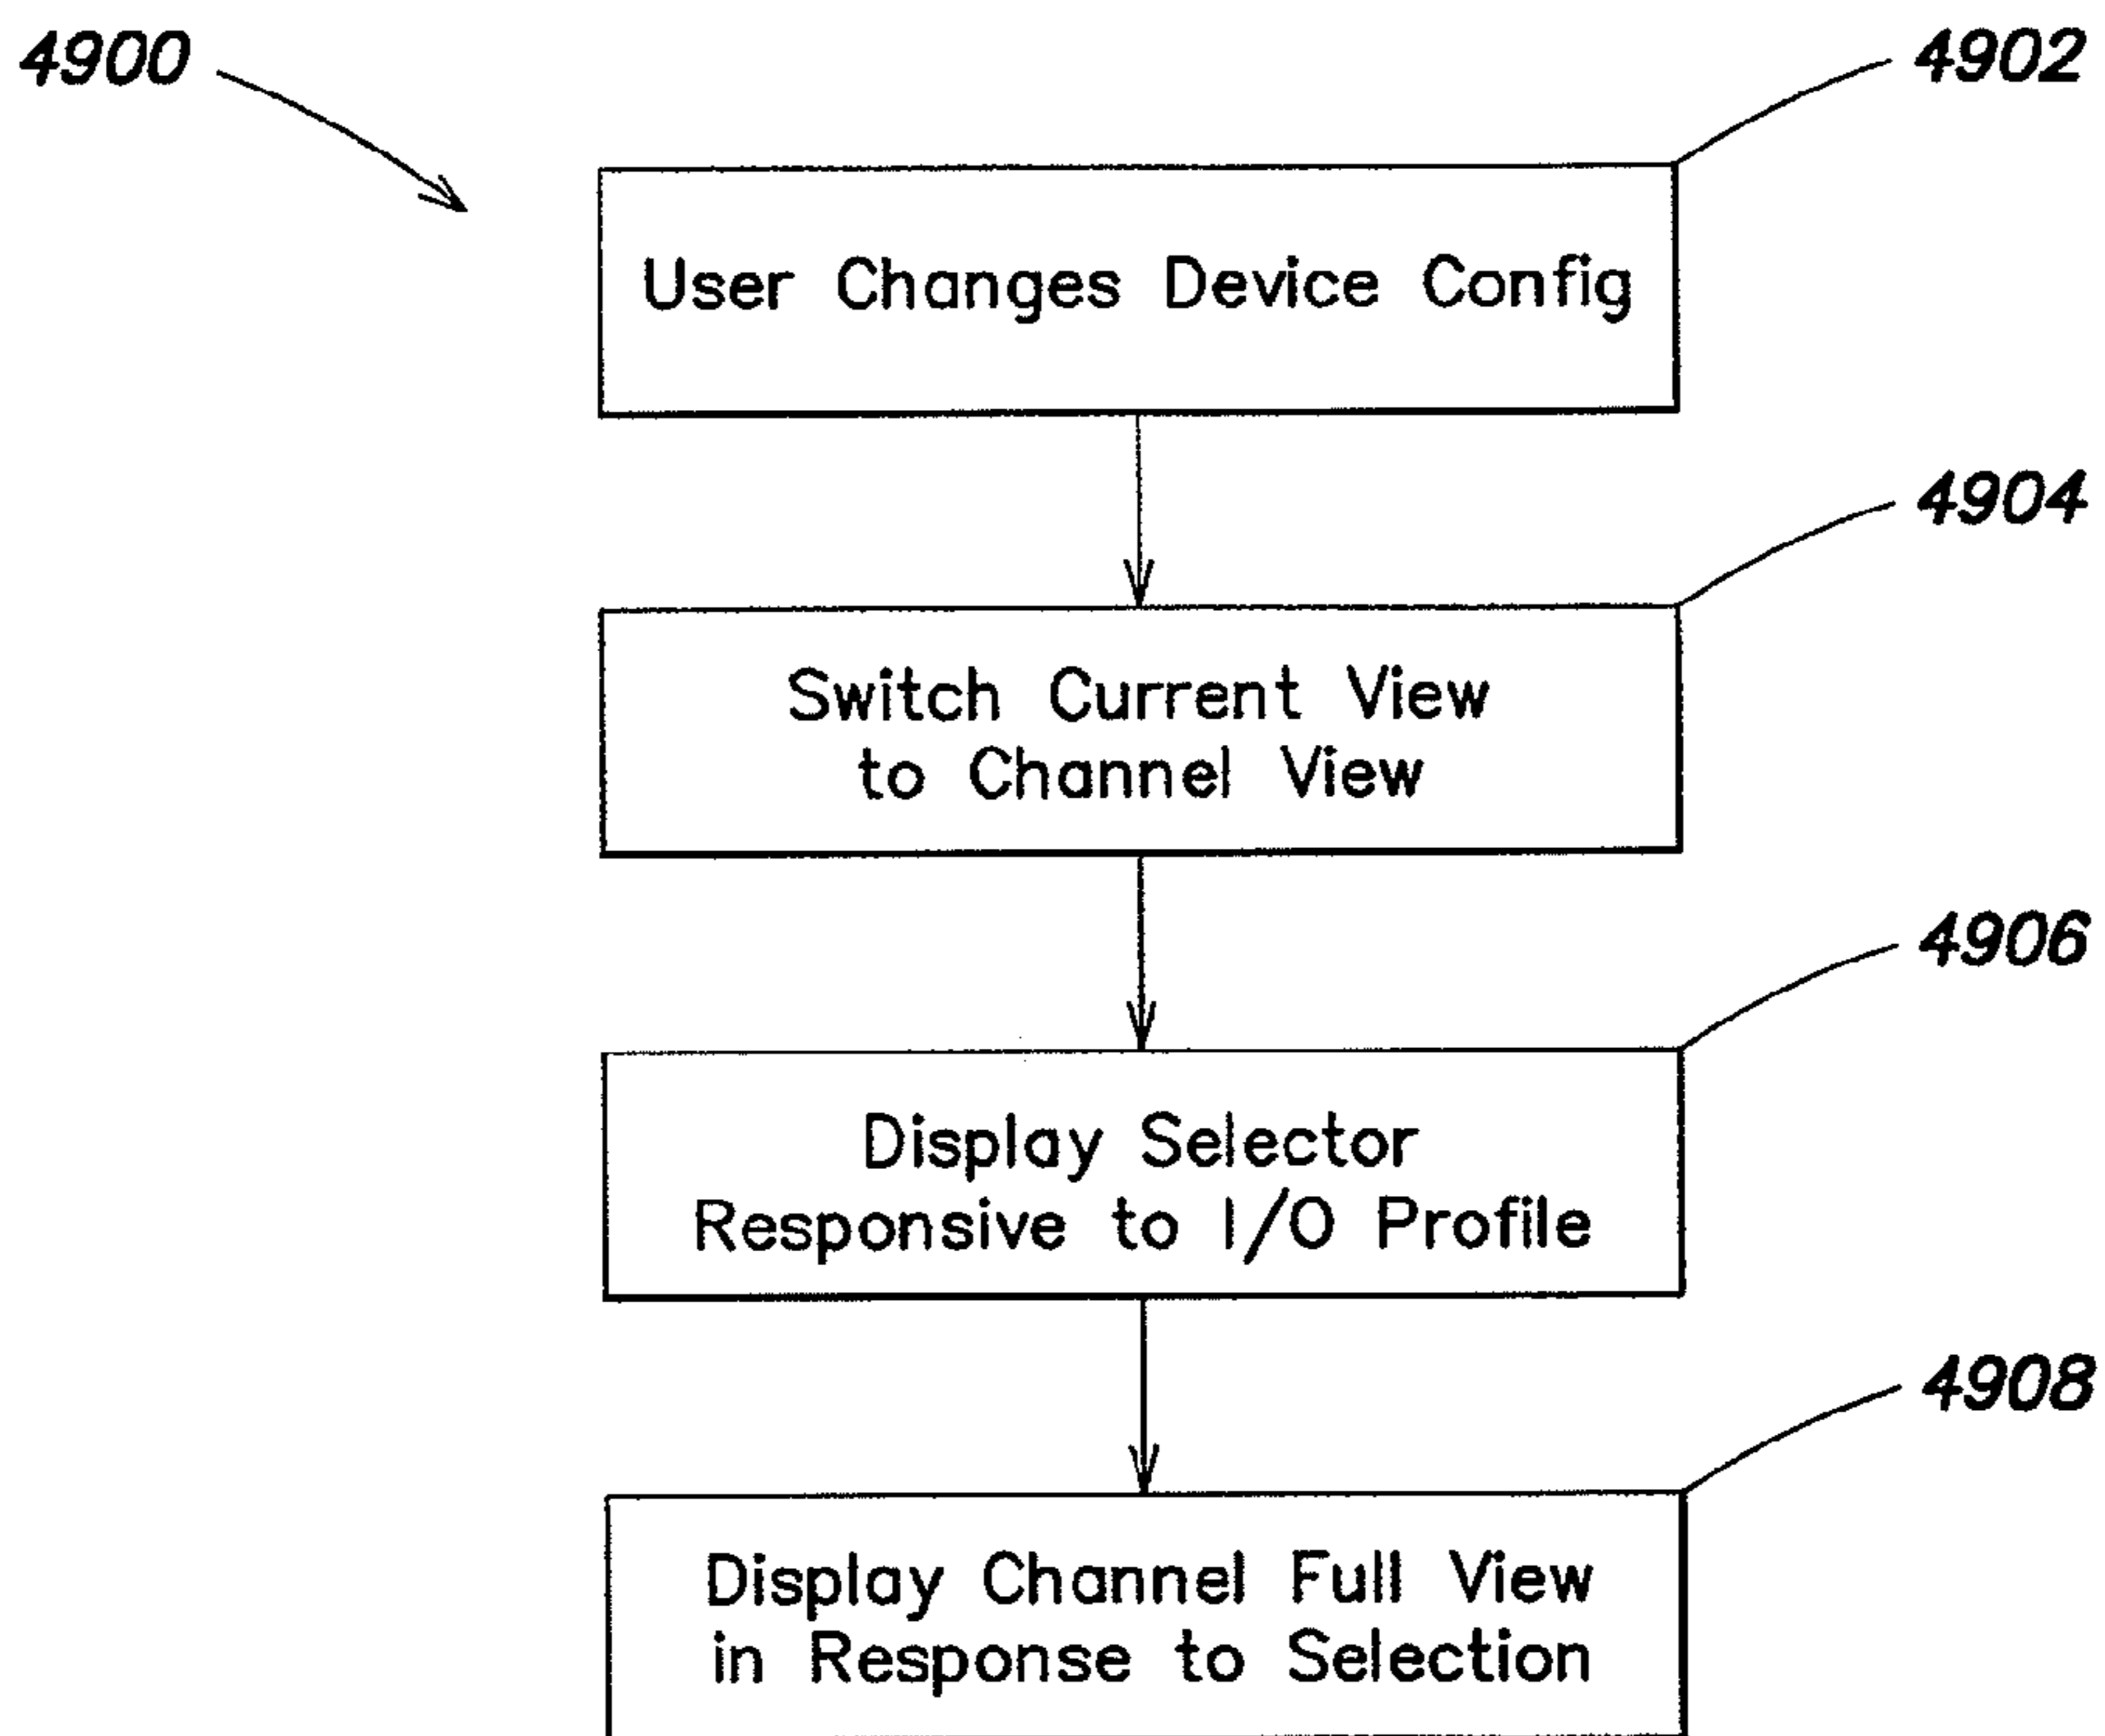 4900
4902
User Changes Device Config
4904
Switch Current View
to Channel View
4906
Display Selector
Responsive to I/O Profile
4908
Display Channel Full View
in Response to Selection